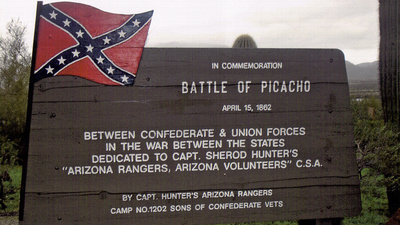 IN COMMEMORATION
BATTLE OF PICACHO
APRIL 15, 1862
BETWEEN CONFEDERATE & UNION FORCES
IN THE WAR BETWEEN THE STATES
DEDICATED TO CAPT. SHEROD HUNTER'S
"ARIZONA RANGERS, ARIZONA VOLUNTEERS" C.S.A.
BY CAPT. HUNTER'S ARIZONA RANGERS
CAMP NO.1202 SONS OF CONFEDERATE VETS